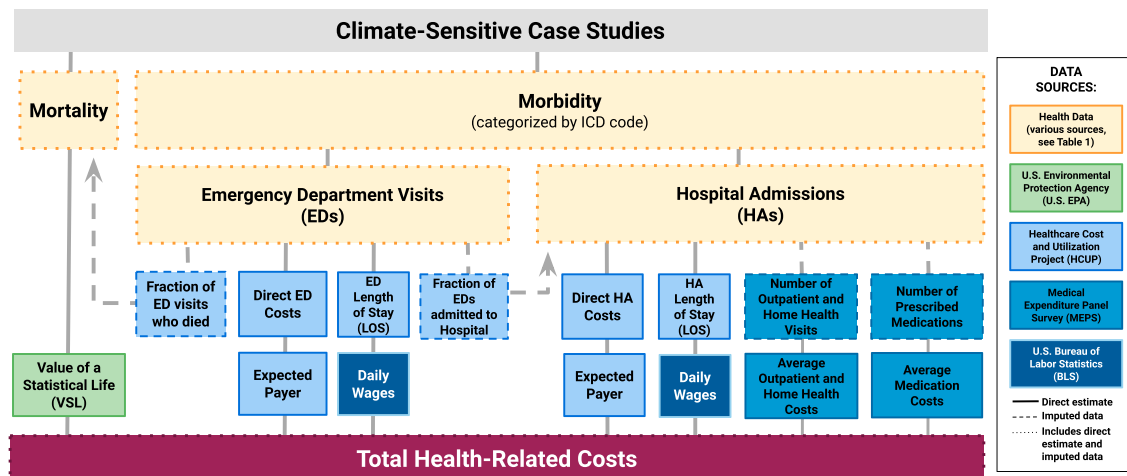 Climate-Sensitive Case Studies
Mortality
Morbidity
(categorized by ICD code)
Emergency Department Visits
(EDs)
Hospital Admissions
(HAs)
Fraction of
ED visits
who died
Direct ED
Costs
ED
Length
of Stay
(LOS)
Fraction of
EDs
admitted to
Hospital
Direct HA
Costs
HA
Length
of Stay
(LOS)
Number of
Outpatient and
Home Health
Visits
Number of
Prescribed
Medications
Value of a
Statistical Life
(VSL)
Expected
Payer
Daily
Wages
Expected
Payer
Daily
Wages
Average
Outpatient and
Home Health
Costs
Average
Medication
Costs
Total Health-Related Costs
DATA
SOURCES:
Health Data
(various sources,
see Table 1)
U.S. Environmental
Protection Agency
(U.S. EPA)
Healthcare Cost
and Utilization
Project (HCUP)
Medical
Expenditure Panel
Survey (MEPS)
U.S. Bureau of
Labor Statistics
(BLS)
Direct estimate
Imputed data
Includes direct
estimate and
imputed data